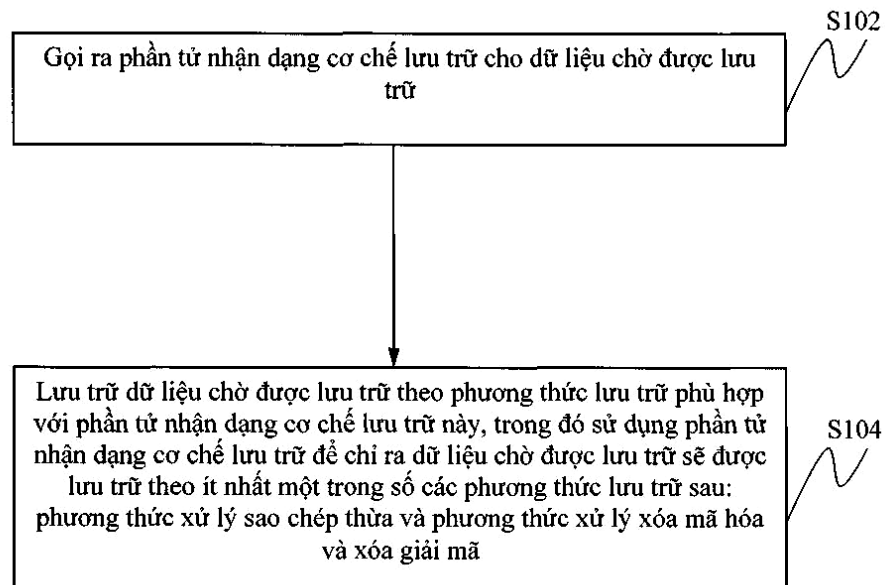 S102
Gọi ra phần tử nhận dạng cơ chế lưu trữ cho dữ liệu chờ được lưu
trữ
Lưu trữ dữ liệu chờ được lưu trữ theo phương thức lưu trữ phù hợp
với phần tử nhận dạng cơ chế lưu trữ này, trong đó sử dụng phần tử
nhận dạng cơ chế lưu trữ để chỉ ra dữ liệu chờ được lưu trữ sẽ được
lưu trữ theo ít nhất một trong số các phương thức lưu trữ sau:
phương thức xử lý sao chép thừa và phương thức xử lý xóa mã hóa
và xóa giải mã
S104